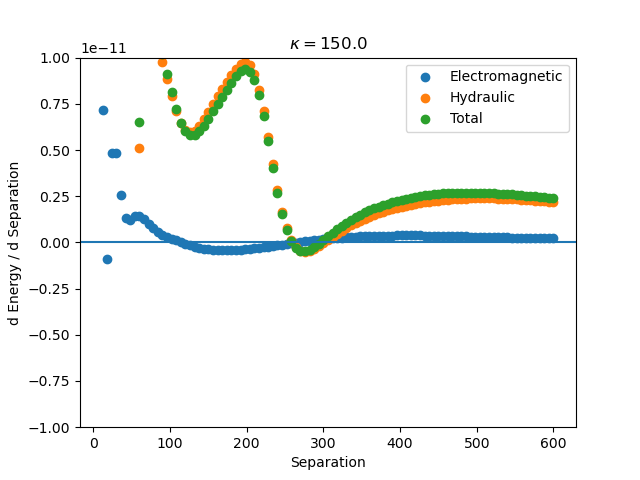 κ = 150.0
1e−11
1.00
0.75
0.50
0.25
0.00
−0.25
−0.50
−0.75
−1.00
d Energy / d Separation
Electromagnetic
Hydraulic
Total
0 100 200 300 400 500 600
Separation